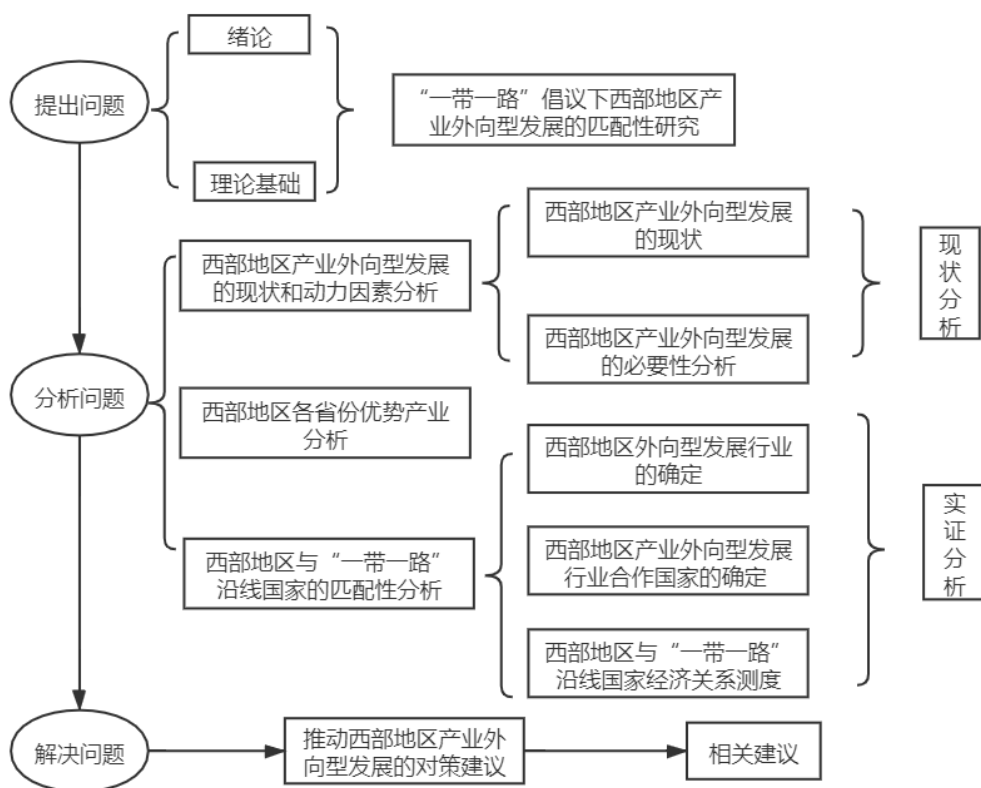 绪论
提出问题
“一带一路”倡议下西部地区产
业外向型发展的匹配性研究
理论基础
西部地区产业外向型发展
的现状和动力因素分析
西部地区产业外向型发展
的现状
西部地区产业外向型发展
的必要性分析
现
状
分
析
分析问题
西部地区各省份优势产业
分析
西部地区与“一带一路”
沿线国家的匹配性分析
西部地区外向型发展行业
的确定
西部地区产业外向型发展
行业合作国家的确定
西部地区与“一带一路”
沿线国家经济关系测度
实
证
分
析
解决问题
推动西部地区产业外
向型发展的对策建议
相关建议